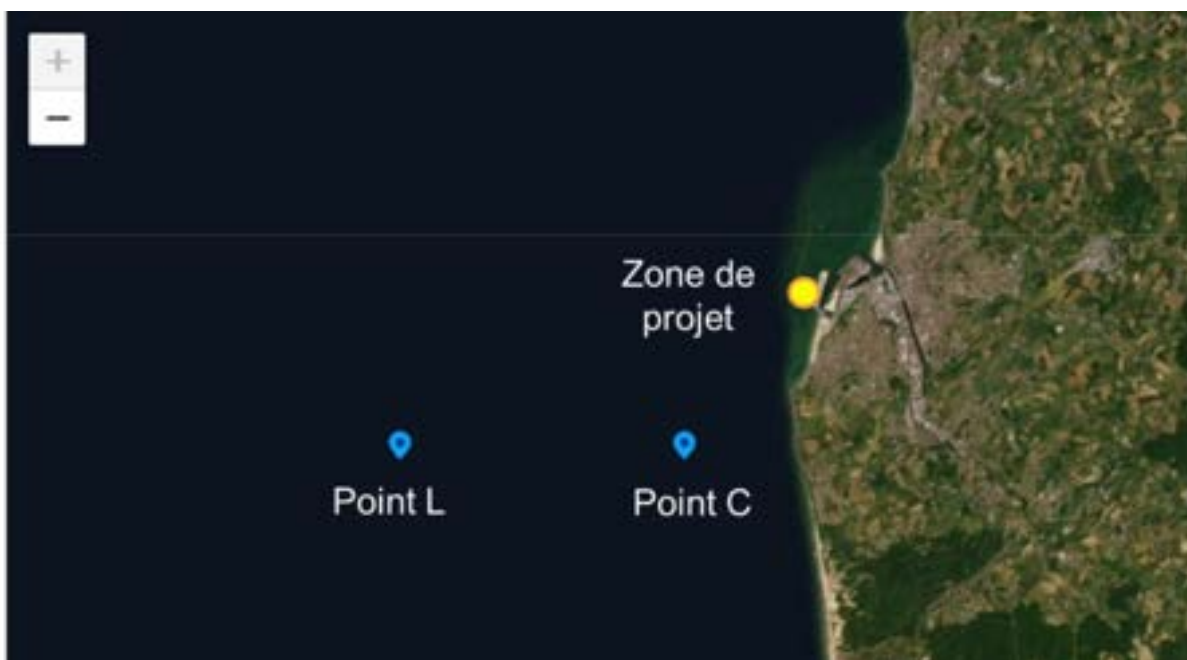 +
−
Zone de
projet
Point L
Point C